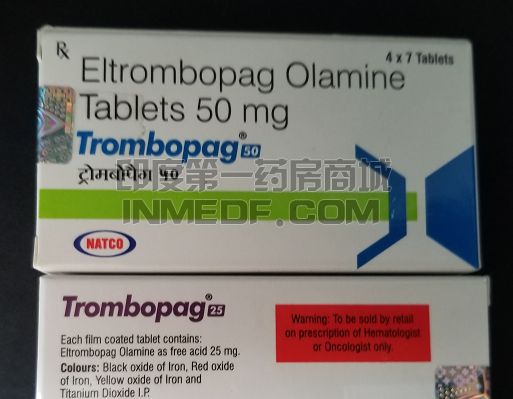 Rx
4 x 7 Tablets
Eltrombopag Olamine
Tablets 50 mg
Trombopag® 50
ट्रोमबोपेग ५०
印度第一药房商城
INMEDF.COM
NATCO
Trombopag® 25
Each film coated tablet contains:
Eltrombopag Olamine as free acid 25 mg.
Colours: Black oxide of Iron, Red oxide
of Iron, Yellow oxide of Iron and
Titanium Dioxide I.P.
Warning: To be sold by retail
on prescription of Hematologist
or Oncologist only.